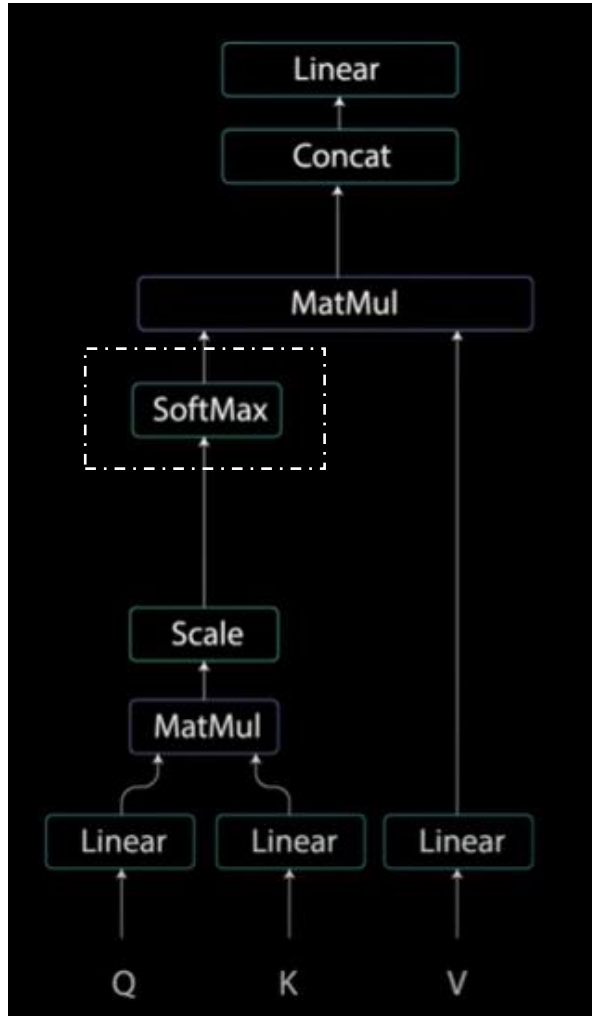 Linear
Concat
MatMul
SoftMax
Scale
MatMul
Linear Linear Linear
Q K V